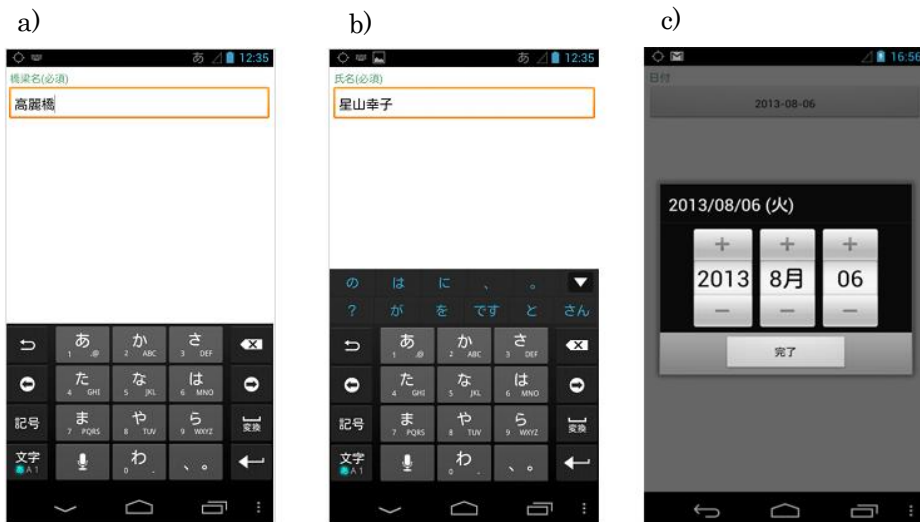 a)
あ 12:35
橋梁名(必須)
高麗橋
あ か さ
1 .@ 2 ABC 3 DEF
た な は
4 GHI 5 JKL 6 MNO
記号 ま や ら 変換
7 PQRS 8 TUV 9 WXYZ
文字 わ 、。
あA1 0
b)
あ 12:35
氏名(必須)
星山幸子
の は に 、 。
? が を です と さん
あ か さ
1 .@ 2 ABC 3 DEF
た な は
4 GHI 5 JKL 6 MNO
記号 ま や ら 変換
7 PQRS 8 TUV 9 WXYZ
文字 わ 、。
あA1 0
c)
16:56
日付
2013-08-06
2013/08/06 (火)
+ + +
2013 8月 06
− − −
完了